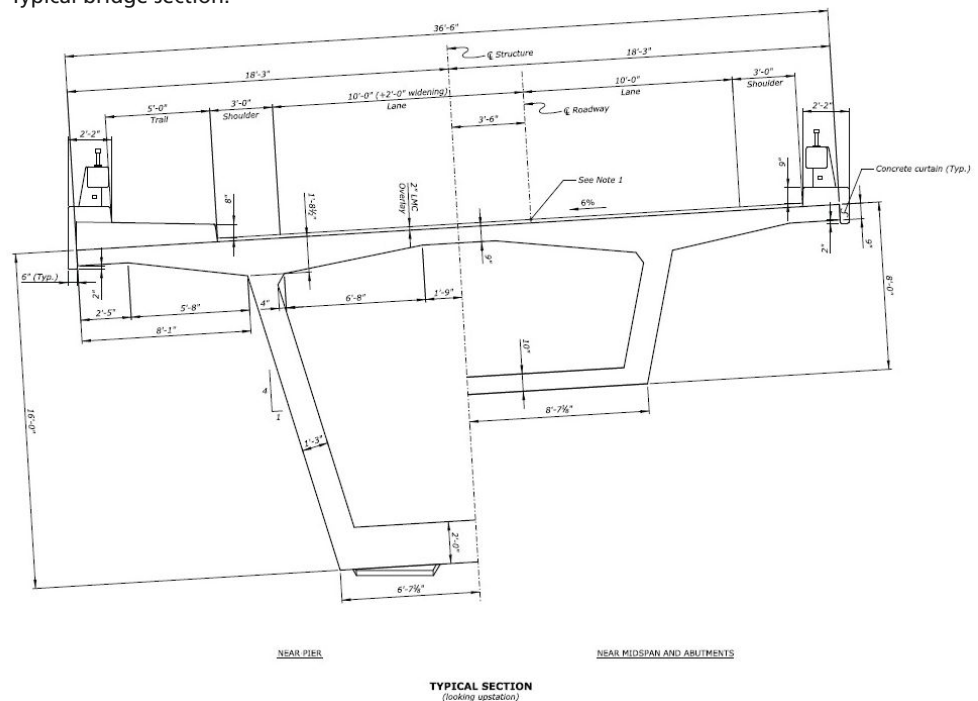 Typical bridge section.
36'-6"
℄ Structure
18'-3"
18'-3"
5'-0"
Trail
3'-0"
Shoulder
10'-0" (+2'-0" widening)
Lane
10'-0"
Lane
3'-0"
Shoulder
2'-2"
2'-2"
3'-6"
℄ Roadway
See Note 1
6%
Concrete curtain (Typ.)
8"
1'-8½"
2" LMC
Overlay
9"
6"
2"
9"
6" (Typ.)
2"
2'-5"
5'-8"
8'-1"
4"
6'-8"
1'-9"
8'-0"
10"
8'-7⅞"
4
1
16'-0"
1'-3"
2'-0"
6'-7⅞"
NEAR PIER
NEAR MIDSPAN AND ABUTMENTS
TYPICAL SECTION
(looking upstation)